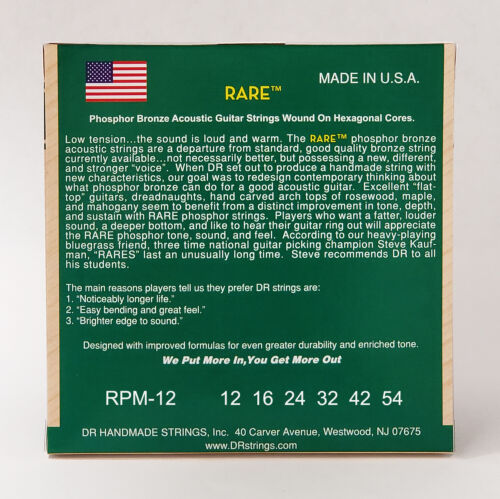 RARE™
MADE IN U.S.A.
Phosphor Bronze Acoustic Guitar Strings Wound On Hexagonal Cores.
Low tension...the sound is loud and warm. The RARE™ phosphor bronze
acoustic strings are a departure from standard, good quality bronze string
currently available...not necessarily better, but possessing a new, different,
and stronger “voice”. When DR set out to produce a handmade string with
new characteristics, our goal was to redesign contemporary thinking about
what phosphor bronze can do for a good acoustic guitar. Excellent “flat-
top” guitars, dreadnaughts, hand carved arch tops of rosewood, maple,
and mahogany seem to benefit from a distinct improvement in tone, depth,
and sustain with RARE phosphor strings. Players who want a fatter, louder
sound, a deeper bottom, and like to hear their guitar ring out will appreciate
the RARE phosphor tone, sound, and feel. According to our heavy-playing
bluegrass friend, three time national guitar picking champion Steve Kauf-
man, “RARES” last an unusually long time. Steve recommends DR to all
his students.
The main reasons players tell us they prefer DR strings are:
1. “Noticeably longer life.”
2. “Easy bending and great feel.”
3. “Brighter edge to sound.”
Designed with improved formulas for even greater durability and enriched tone.
We Put More In,You Get More Out
RPM-12 12 16 24 32 42 54
DR HANDMADE STRINGS, Inc. 40 Carver Avenue, Westwood, NJ 07675
www.DRstrings.com